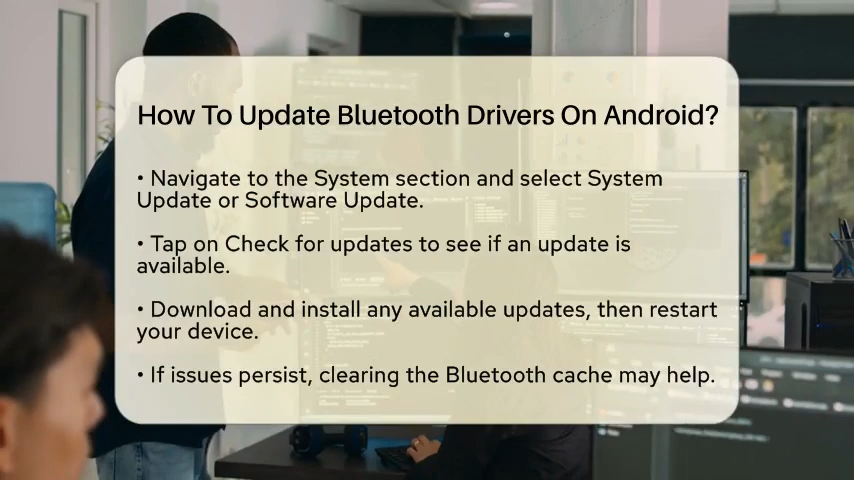 How To Update Bluetooth Drivers On Android?
• Navigate to the System section and select System
Update or Software Update.
• Tap on Check for updates to see if an update is
available.
• Download and install any available updates, then restart
your device.
• If issues persist, clearing the Bluetooth cache may help.